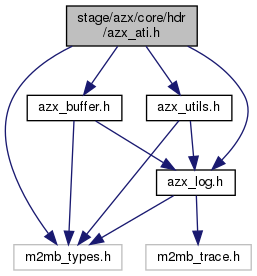 stage/azx/core/hdr
/azx_ati.h
azx_buffer.h
azx_utils.h
azx_log.h
m2mb_types.h
m2mb_trace.h